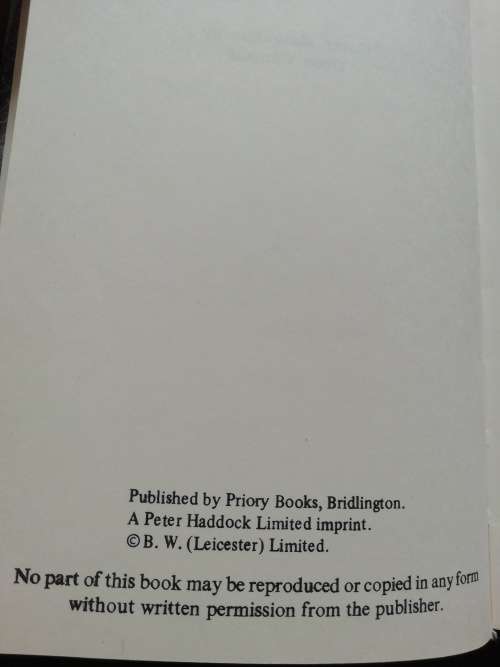 Published by Priory Books, Bridlington.
A Peter Haddock Limited imprint.
© B. W. (Leicester) Limited.
No part of this book may be reproduced or copied in any form
without written permission from the publisher.